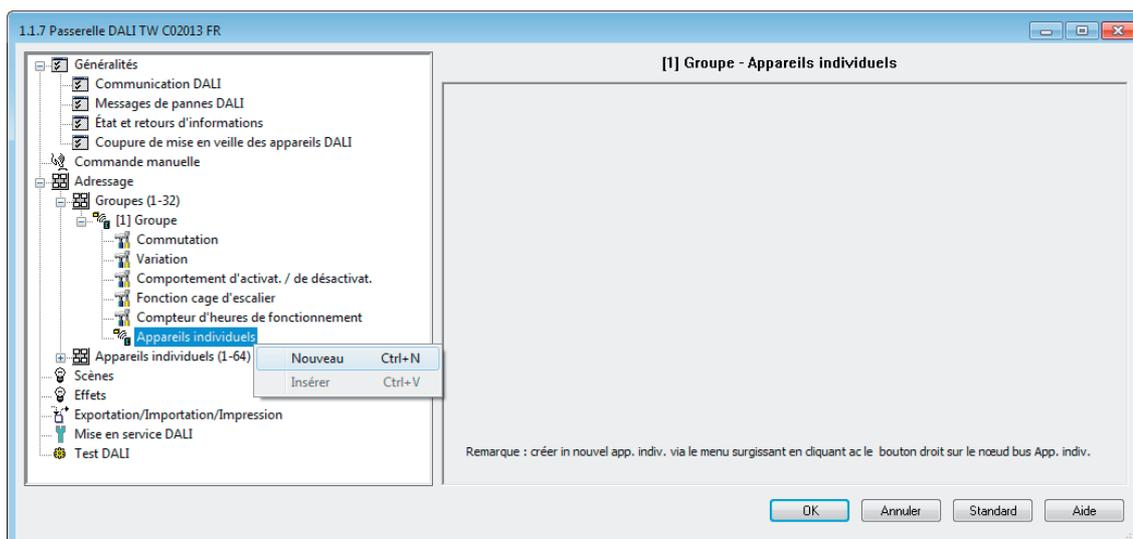 1.1.7 Passerelle DALI TW C02013 FR
Généralités
Communication DALI
Messages de pannes DALI
État et retours d'informations
Coupure de mise en veille des appareils DALI
Commande manuelle
Adressage
Groupes (1-32)
[1] Groupe
Commutation
Variation
Comportement d'activat. / de désactivat.
Fonction cage d'escalier
Compteur d'heures de fonctionnement
Appareils individuels
Appareils individuels (1-64)
Scènes
Effets
Exportation/Importation/Impression
Mise en service DALI
Test DALI
Nouveau Ctrl+N
Insérer Ctrl+V
[1] Groupe - Appareils individuels
Remarque : créer in nouvel app. indiv. via le menu surgissant en cliquant ac le bouton droit sur le nœud bus App. indiv.
OK Annuler Standard Aide